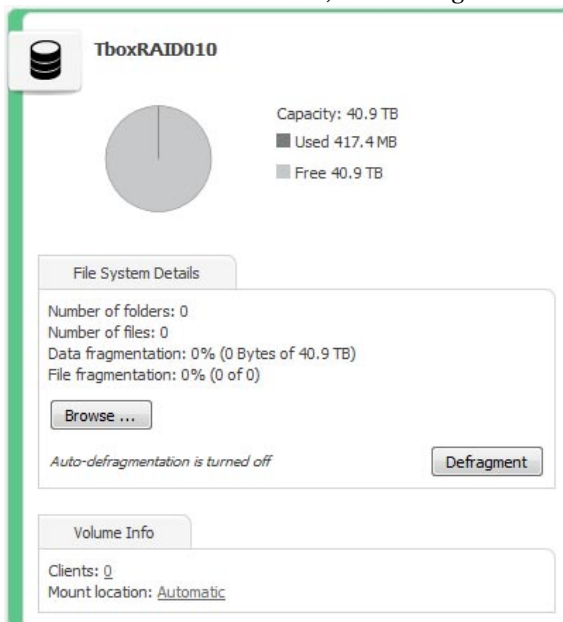 TboxRAID010
Capacity: 40.9 TB
Used 417.4 MB
Free 40.9 TB
File System Details
Number of folders: 0
Number of files: 0
Data fragmentation: 0% (0 Bytes of 40.9 TB)
File fragmentation: 0% (0 of 0)
Browse ...
Auto-defragmentation is turned off
Defragment
Volume Info
Clients: 0
Mount location: Automatic